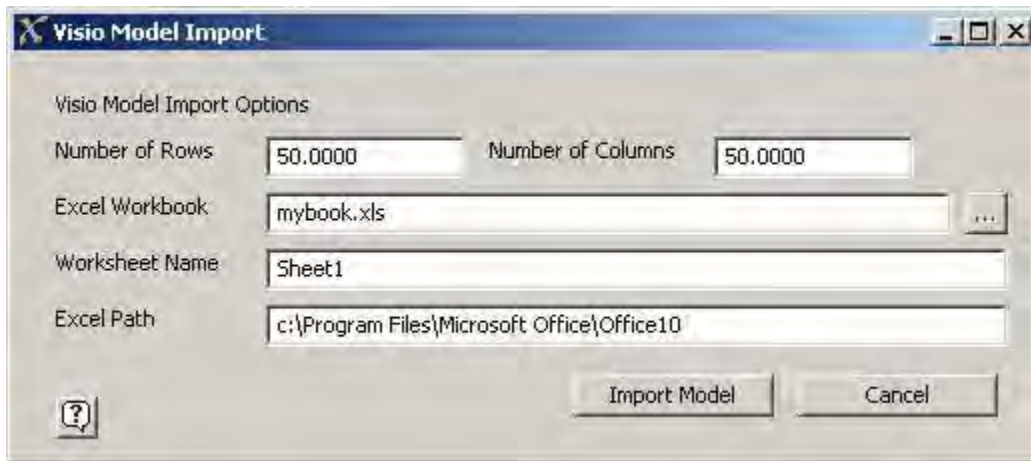 Visio Model Import
Visio Model Import Options
Number of Rows 50.0000 Number of Columns 50.0000
Excel Workbook mybook.xls ...
Worksheet Name Sheet1
Excel Path c:\Program Files\Microsoft Office\Office10
Import Model Cancel
?